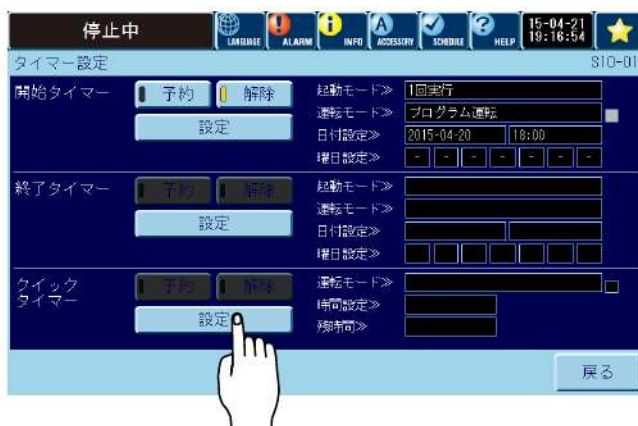 停止中
LANGUAGE
ALARM
INFO
ACCESSORY
SCHEDULE
HELP
15-04-21
19:16:54
タイマー設定
S10-01
開始タイマー
予約
解除
設定
起動モード≫
1回実行
運転モード≫
プログラム運転
日付設定≫
2015-04-20
18:00
曜日設定≫
- - - - - - -
終了タイマー
予約
解除
設定
起動モード≫
運転モード≫
日付設定≫
曜日設定≫
クイック
タイマー
予約
解除
設定
運転モード≫
時間設定≫
残時間≫
戻る